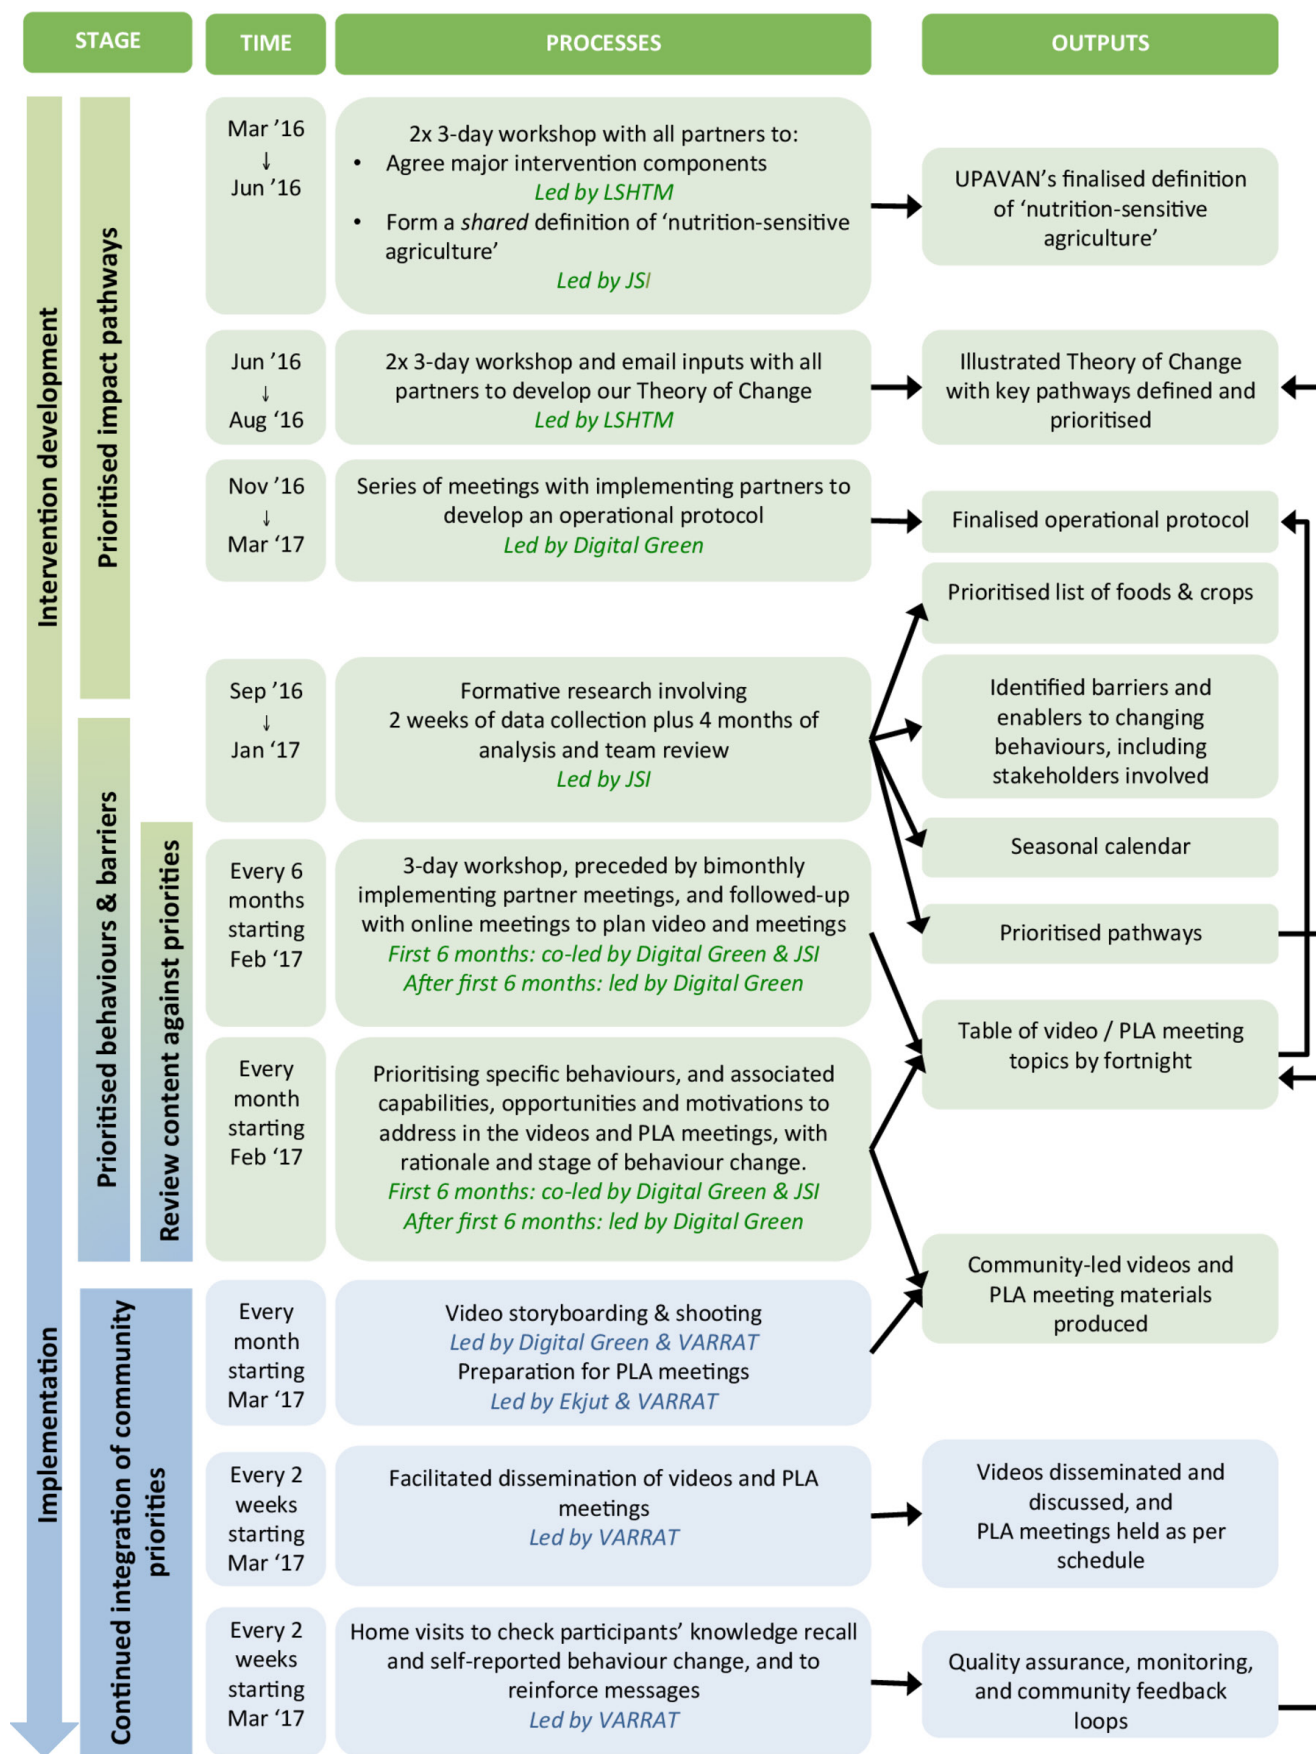 STAGE
TIME
PROCESSES
OUTPUTS
Intervention development
Implementation
Prioritised impact pathways
Prioritised behaviours & barriers
Review content against priorities
Continued integration of community
priorities
Mar ’16
↓
Jun ’16
2x 3-day workshop with all partners to:
• Agree major intervention components
Led by LSHTM
• Form a shared definition of ‘nutrition-sensitive
agriculture’
Led by JSI
UPAVAN’s finalised definition
of ‘nutrition-sensitive
agriculture’
Jun ’16
↓
Aug ’16
2x 3-day workshop and email inputs with all
partners to develop our Theory of Change
Led by LSHTM
Illustrated Theory of Change
with key pathways defined and
prioritised
Nov ’16
↓
Mar ’17
Series of meetings with implementing partners to
develop an operational protocol
Led by Digital Green
Finalised operational protocol
Sep ’16
↓
Jan ‘17
Formative research involving
2 weeks of data collection plus 4 months of
analysis and team review
Led by JSI
Prioritised list of foods & crops
Identified barriers and
enablers to changing
behaviours, including
stakeholders involved
Seasonal calendar
Prioritised pathways
Every 6
months
starting
Feb ‘17
3-day workshop, preceded by bimonthly
implementing partner meetings, and followed-up
with online meetings to plan video and meetings
First 6 months: co-led by Digital Green & JSI
After first 6 months: led by Digital Green
Table of video / PLA meeting
topics by fortnight
Every
month
starting
Feb ‘17
Prioritising specific behaviours, and associated
capabilities, opportunities and motivations to
address in the videos and PLA meetings, with
rationale and stage of behaviour change.
First 6 months: co-led by Digital Green & JSI
After first 6 months: led by Digital Green
Community-led videos and
PLA meeting materials
produced
Every
month
starting
Mar ‘17
Video storyboarding & shooting
Led by Digital Green & VARRAT
Preparation for PLA meetings
Led by Ekjut & VARRAT
Every 2
weeks
starting
Mar ‘17
Facilitated dissemination of videos and PLA
meetings
Led by VARRAT
Videos disseminated and
discussed, and
PLA meetings held as per
schedule
Every 2
weeks
starting
Mar ‘17
Home visits to check participants’ knowledge recall
and self-reported behaviour change, and to
reinforce messages
Led by VARRAT
Quality assurance, monitoring,
and community feedback
loops